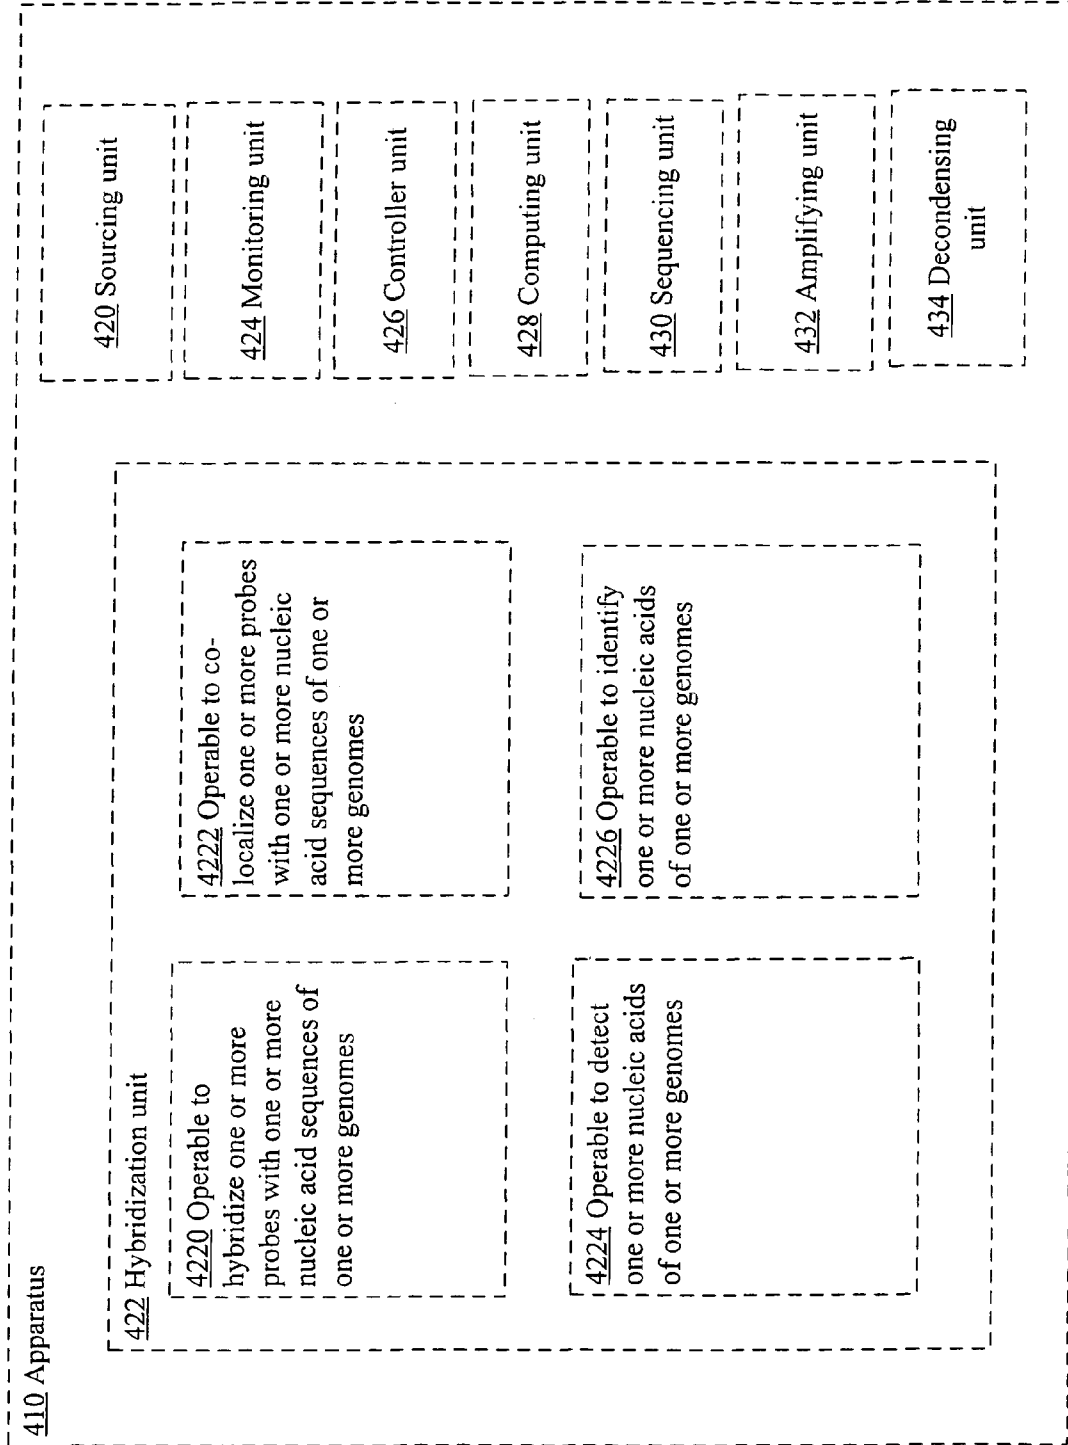 410 Apparatus
422 Hybridization unit
4220 Operable to
hybridize one or more
probes with one or more
nucleic acid sequences of
one or more genomes
4222 Operable to co-
localize one or more probes
with one or more nucleic
acid sequences of one or
more genomes
4224 Operable to detect
one or more nucleic acids
of one or more genomes
4226 Operable to identify
one or more nucleic acids
of one or more genomes
420 Sourcing unit
424 Monitoring unit
426 Controller unit
428 Computing unit
430 Sequencing unit
432 Amplifying unit
434 Decondensing
unit